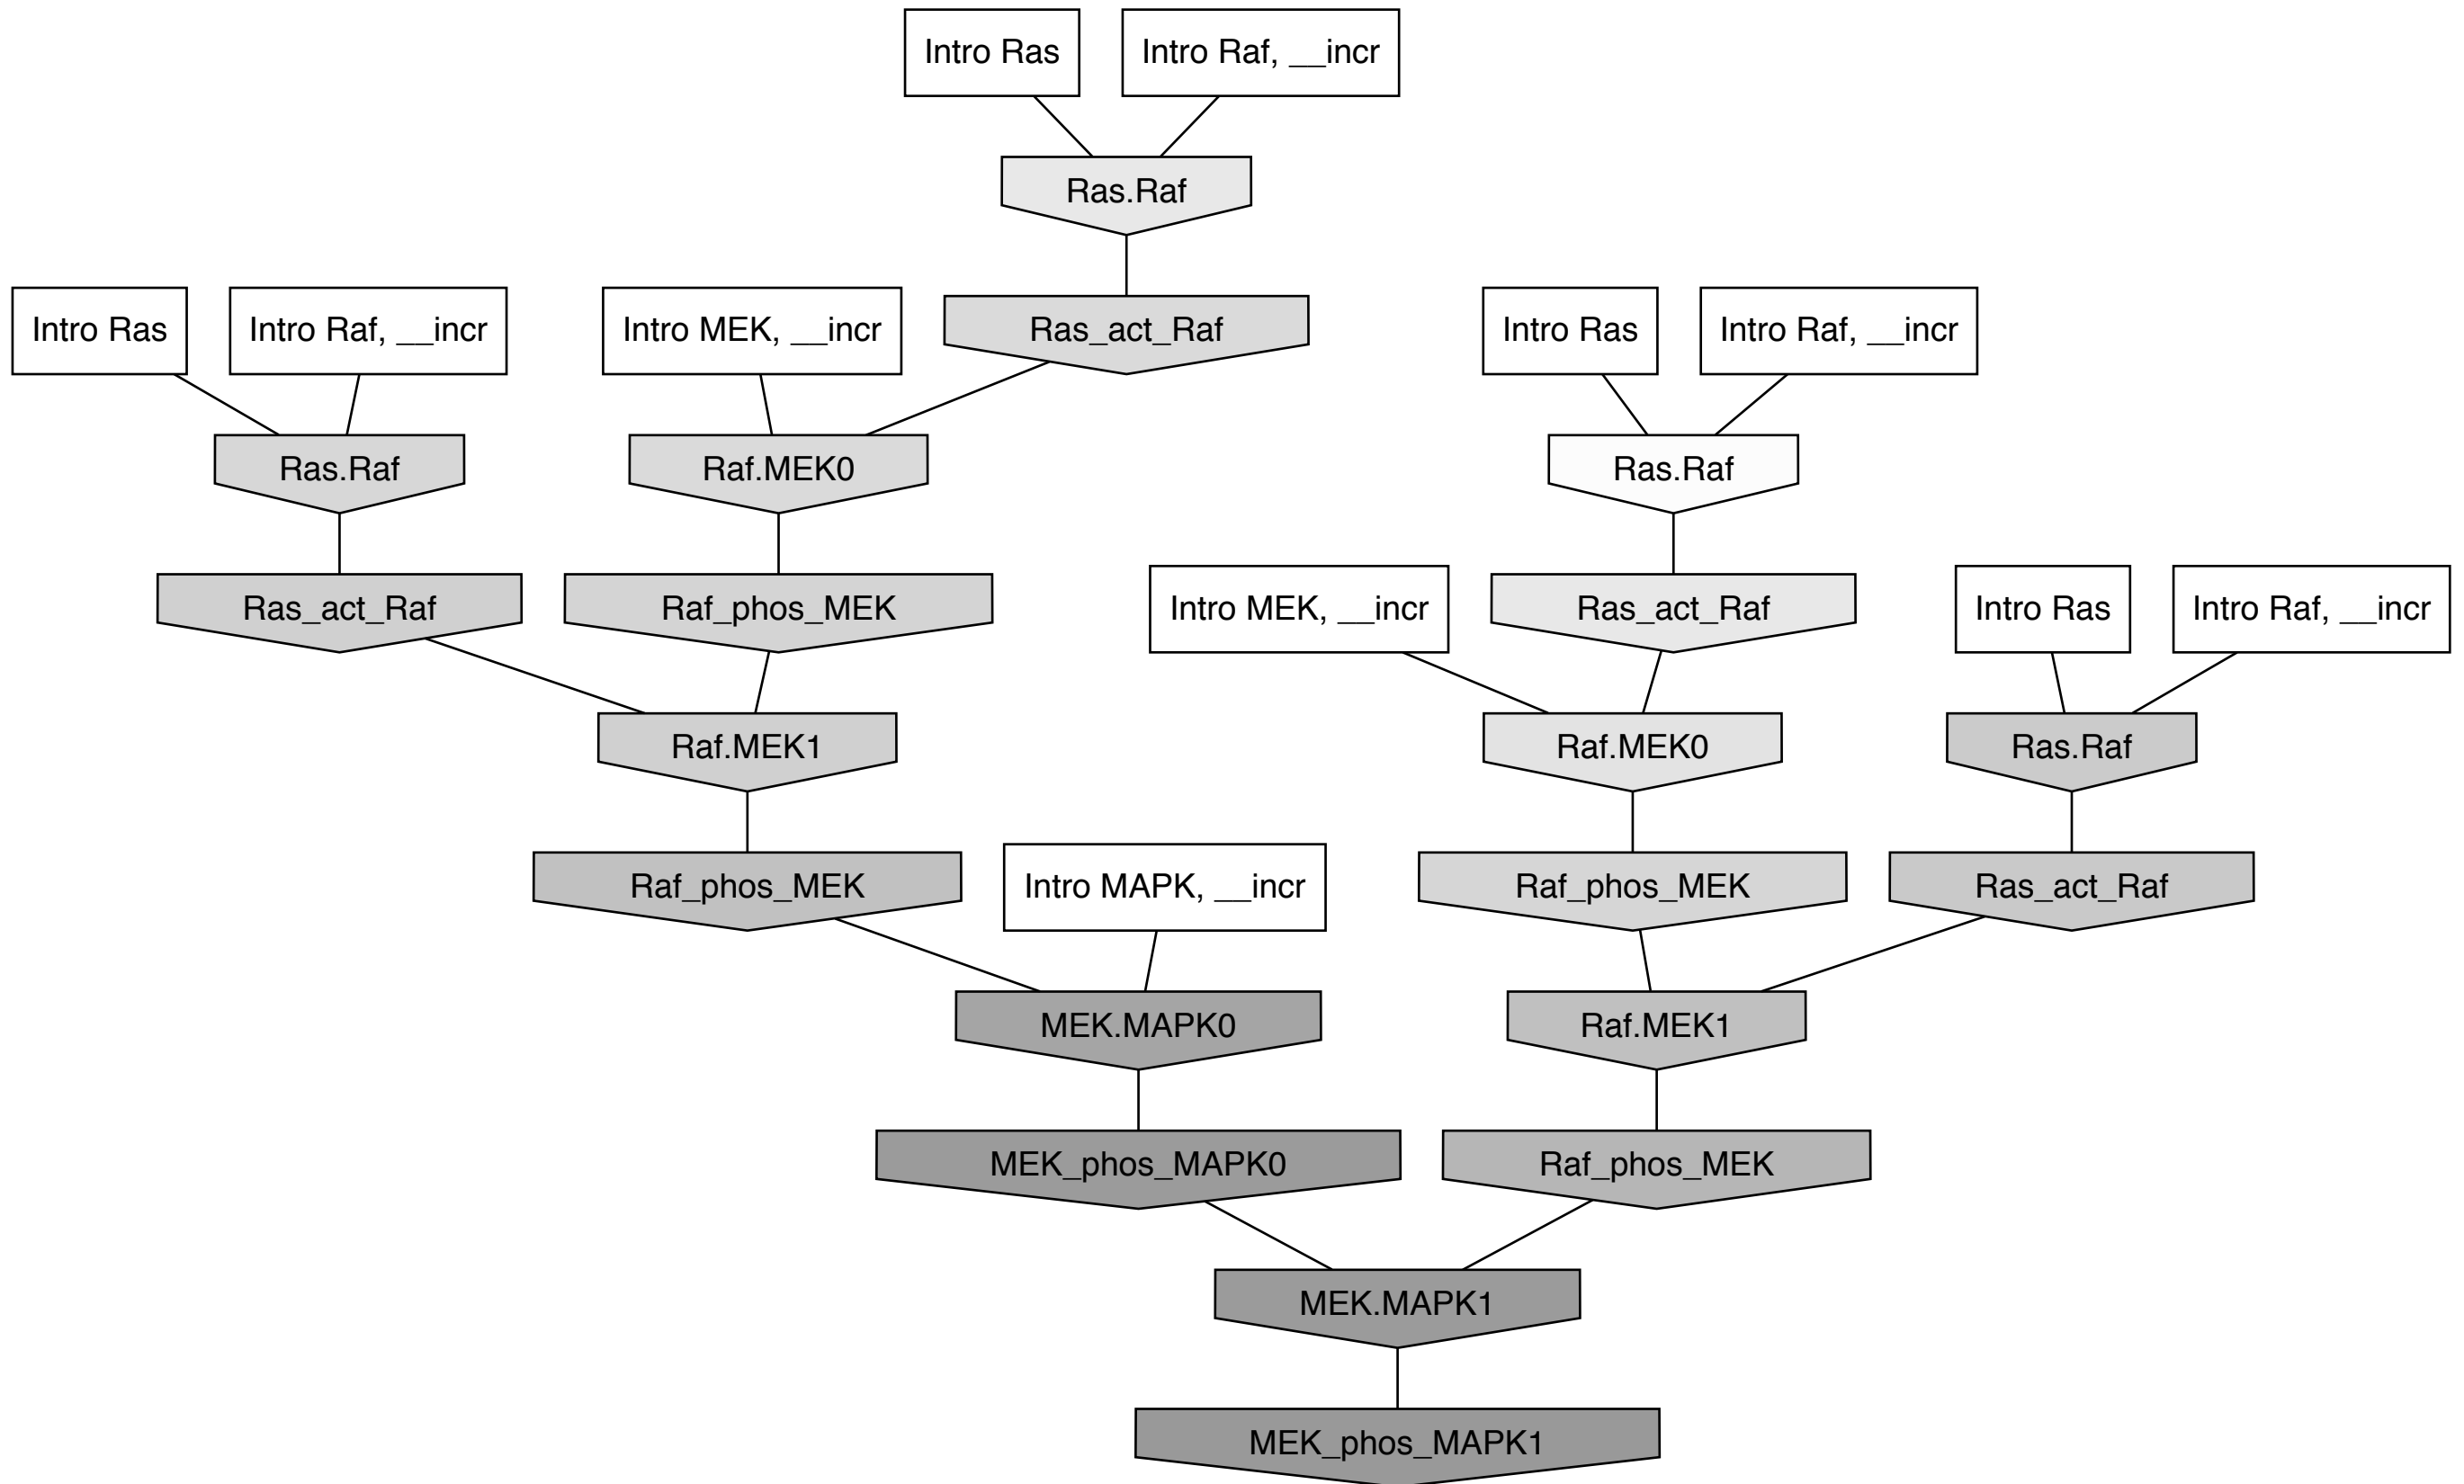 Intro Ras
Intro Raf, __incr
Ras.Raf
Intro Ras
Intro Raf, __incr
Intro MEK, __incr
Ras_act_Raf
Intro Ras
Intro Raf, __incr
Ras.Raf
Raf.MEK0
Ras.Raf
Ras_act_Raf
Raf_phos_MEK
Intro MEK, __incr
Ras_act_Raf
Intro Ras
Intro Raf, __incr
Raf.MEK1
Raf.MEK0
Ras.Raf
Raf_phos_MEK
Intro MAPK, __incr
Raf_phos_MEK
Ras_act_Raf
MEK.MAPK0
Raf.MEK1
MEK_phos_MAPK0
Raf_phos_MEK
MEK.MAPK1
MEK_phos_MAPK1